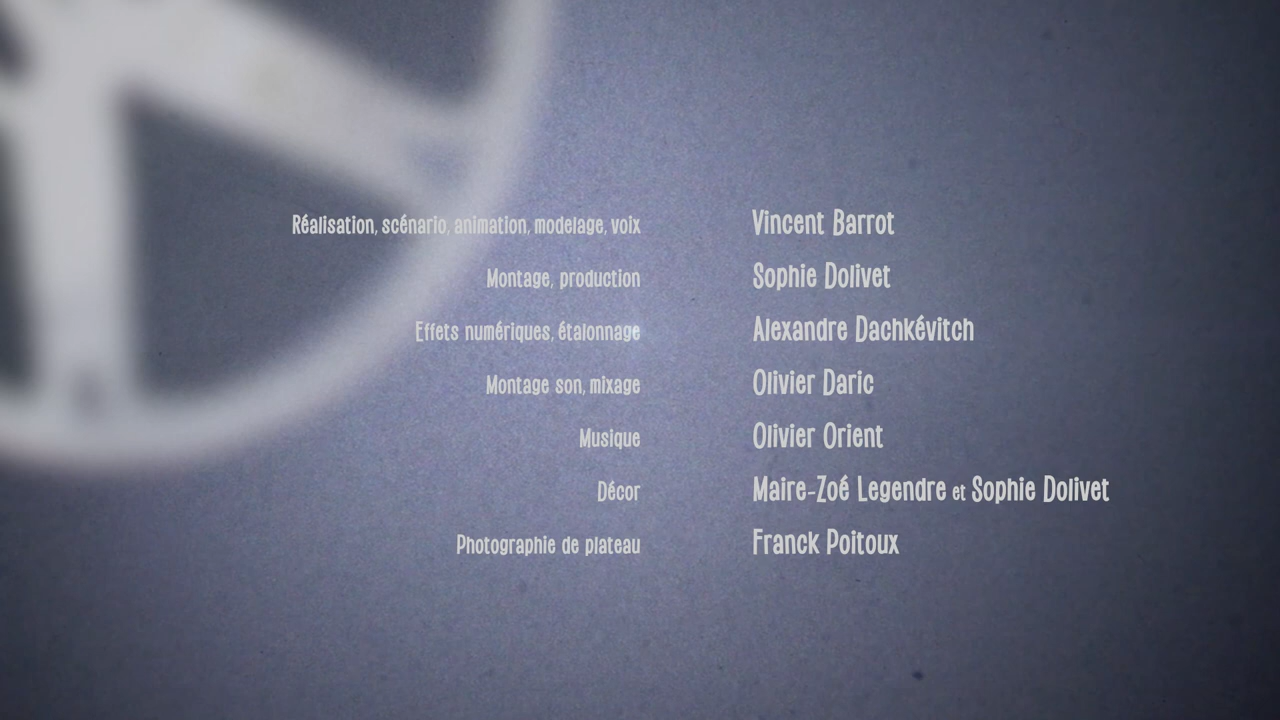 Réalisation, scénario, animation, modelage, voix Vincent Barrot
Montage, production Sophie Dolivet
Effets numériques, étalonnage Alexandre Dachkévitch
Montage son, mixage Olivier Daric
Musique Olivier Orient
Décor Maire-Zoé Legendre et Sophie Dolivet
Photographie de plateau Franck Poitoux